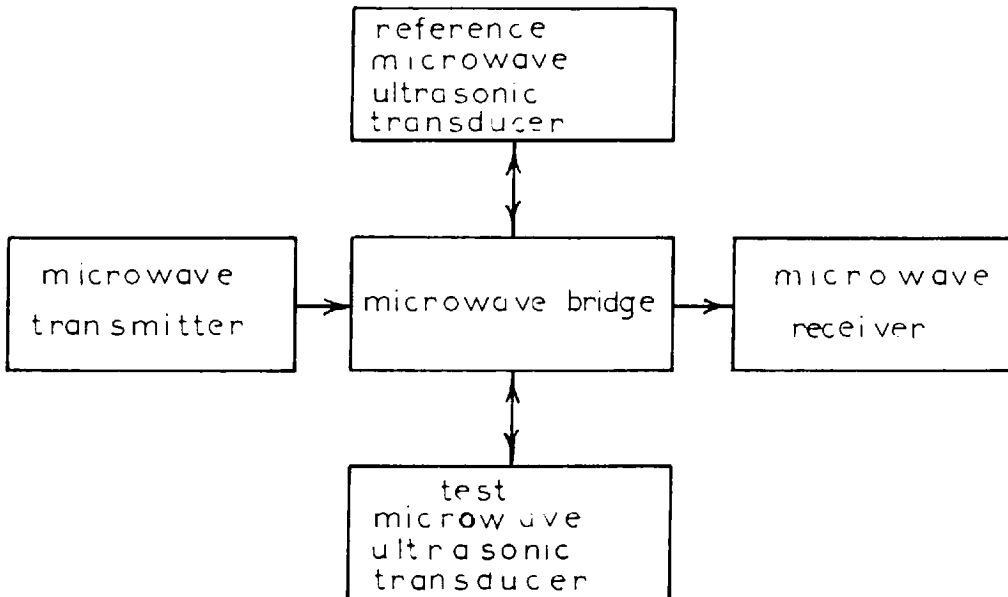 reference
microwave
ultrasonic
transducer
microwave
transmitter
microwave bridge
microwave
receiver
test
microwave
ultrasonic
transducer